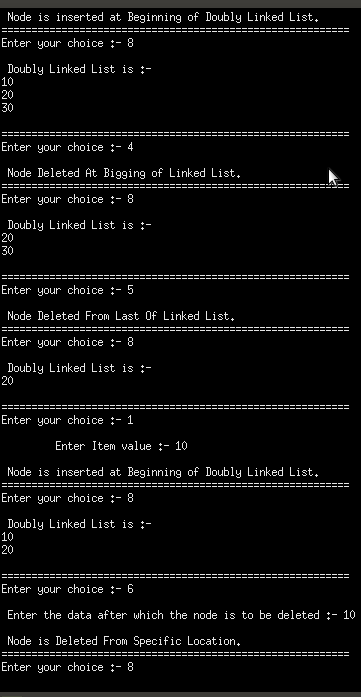 Node is inserted at Beginning of Doubly Linked List.
==========================================================
Enter your choice :- 8
Doubly Linked List is :-
10
20
30
==========================================================
Enter your choice :- 4
Node Deleted At Bigging of Linked List.
==========================================================
Enter your choice :- 8
Doubly Linked List is :-
20
30
==========================================================
Enter your choice :- 5
Node Deleted From Last Of Linked List.
==========================================================
Enter your choice :- 8
Doubly Linked List is :-
20
==========================================================
Enter your choice :- 1
Enter Item value :- 10
Node is inserted at Beginning of Doubly Linked List.
==========================================================
Enter your choice :- 8
Doubly Linked List is :-
10
20
==========================================================
Enter your choice :- 6
Enter the data after which the node is to be deleted :- 10
Node is Deleted From Specific Location.
==========================================================
Enter your choice :- 8